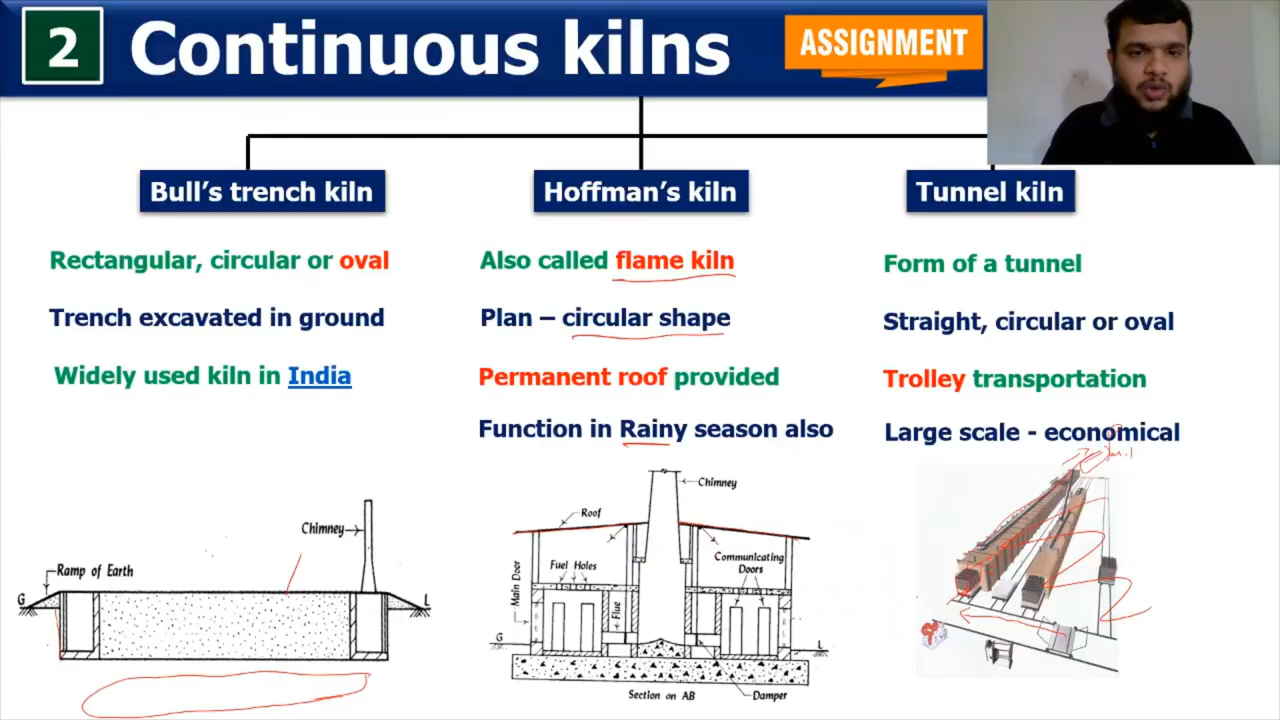 2
Continuous kilns
ASSIGNMENT
Bull's trench kiln
Rectangular, circular or oval
Trench excavated in ground
Widely used kiln in India
Chimney
Ramp of Earth
G
L
Hoffman's kiln
Also called flame kiln
Plan – circular shape
Permanent roof provided
Function in Rainy season also
Chimney
Roof
Communicating
Doors
Fuel Holes
Main Door
Flue
G
L
Section on AB
Damper
Tunnel kiln
Form of a tunnel
Straight, circular or oval
Trolley transportation
Large scale - economical